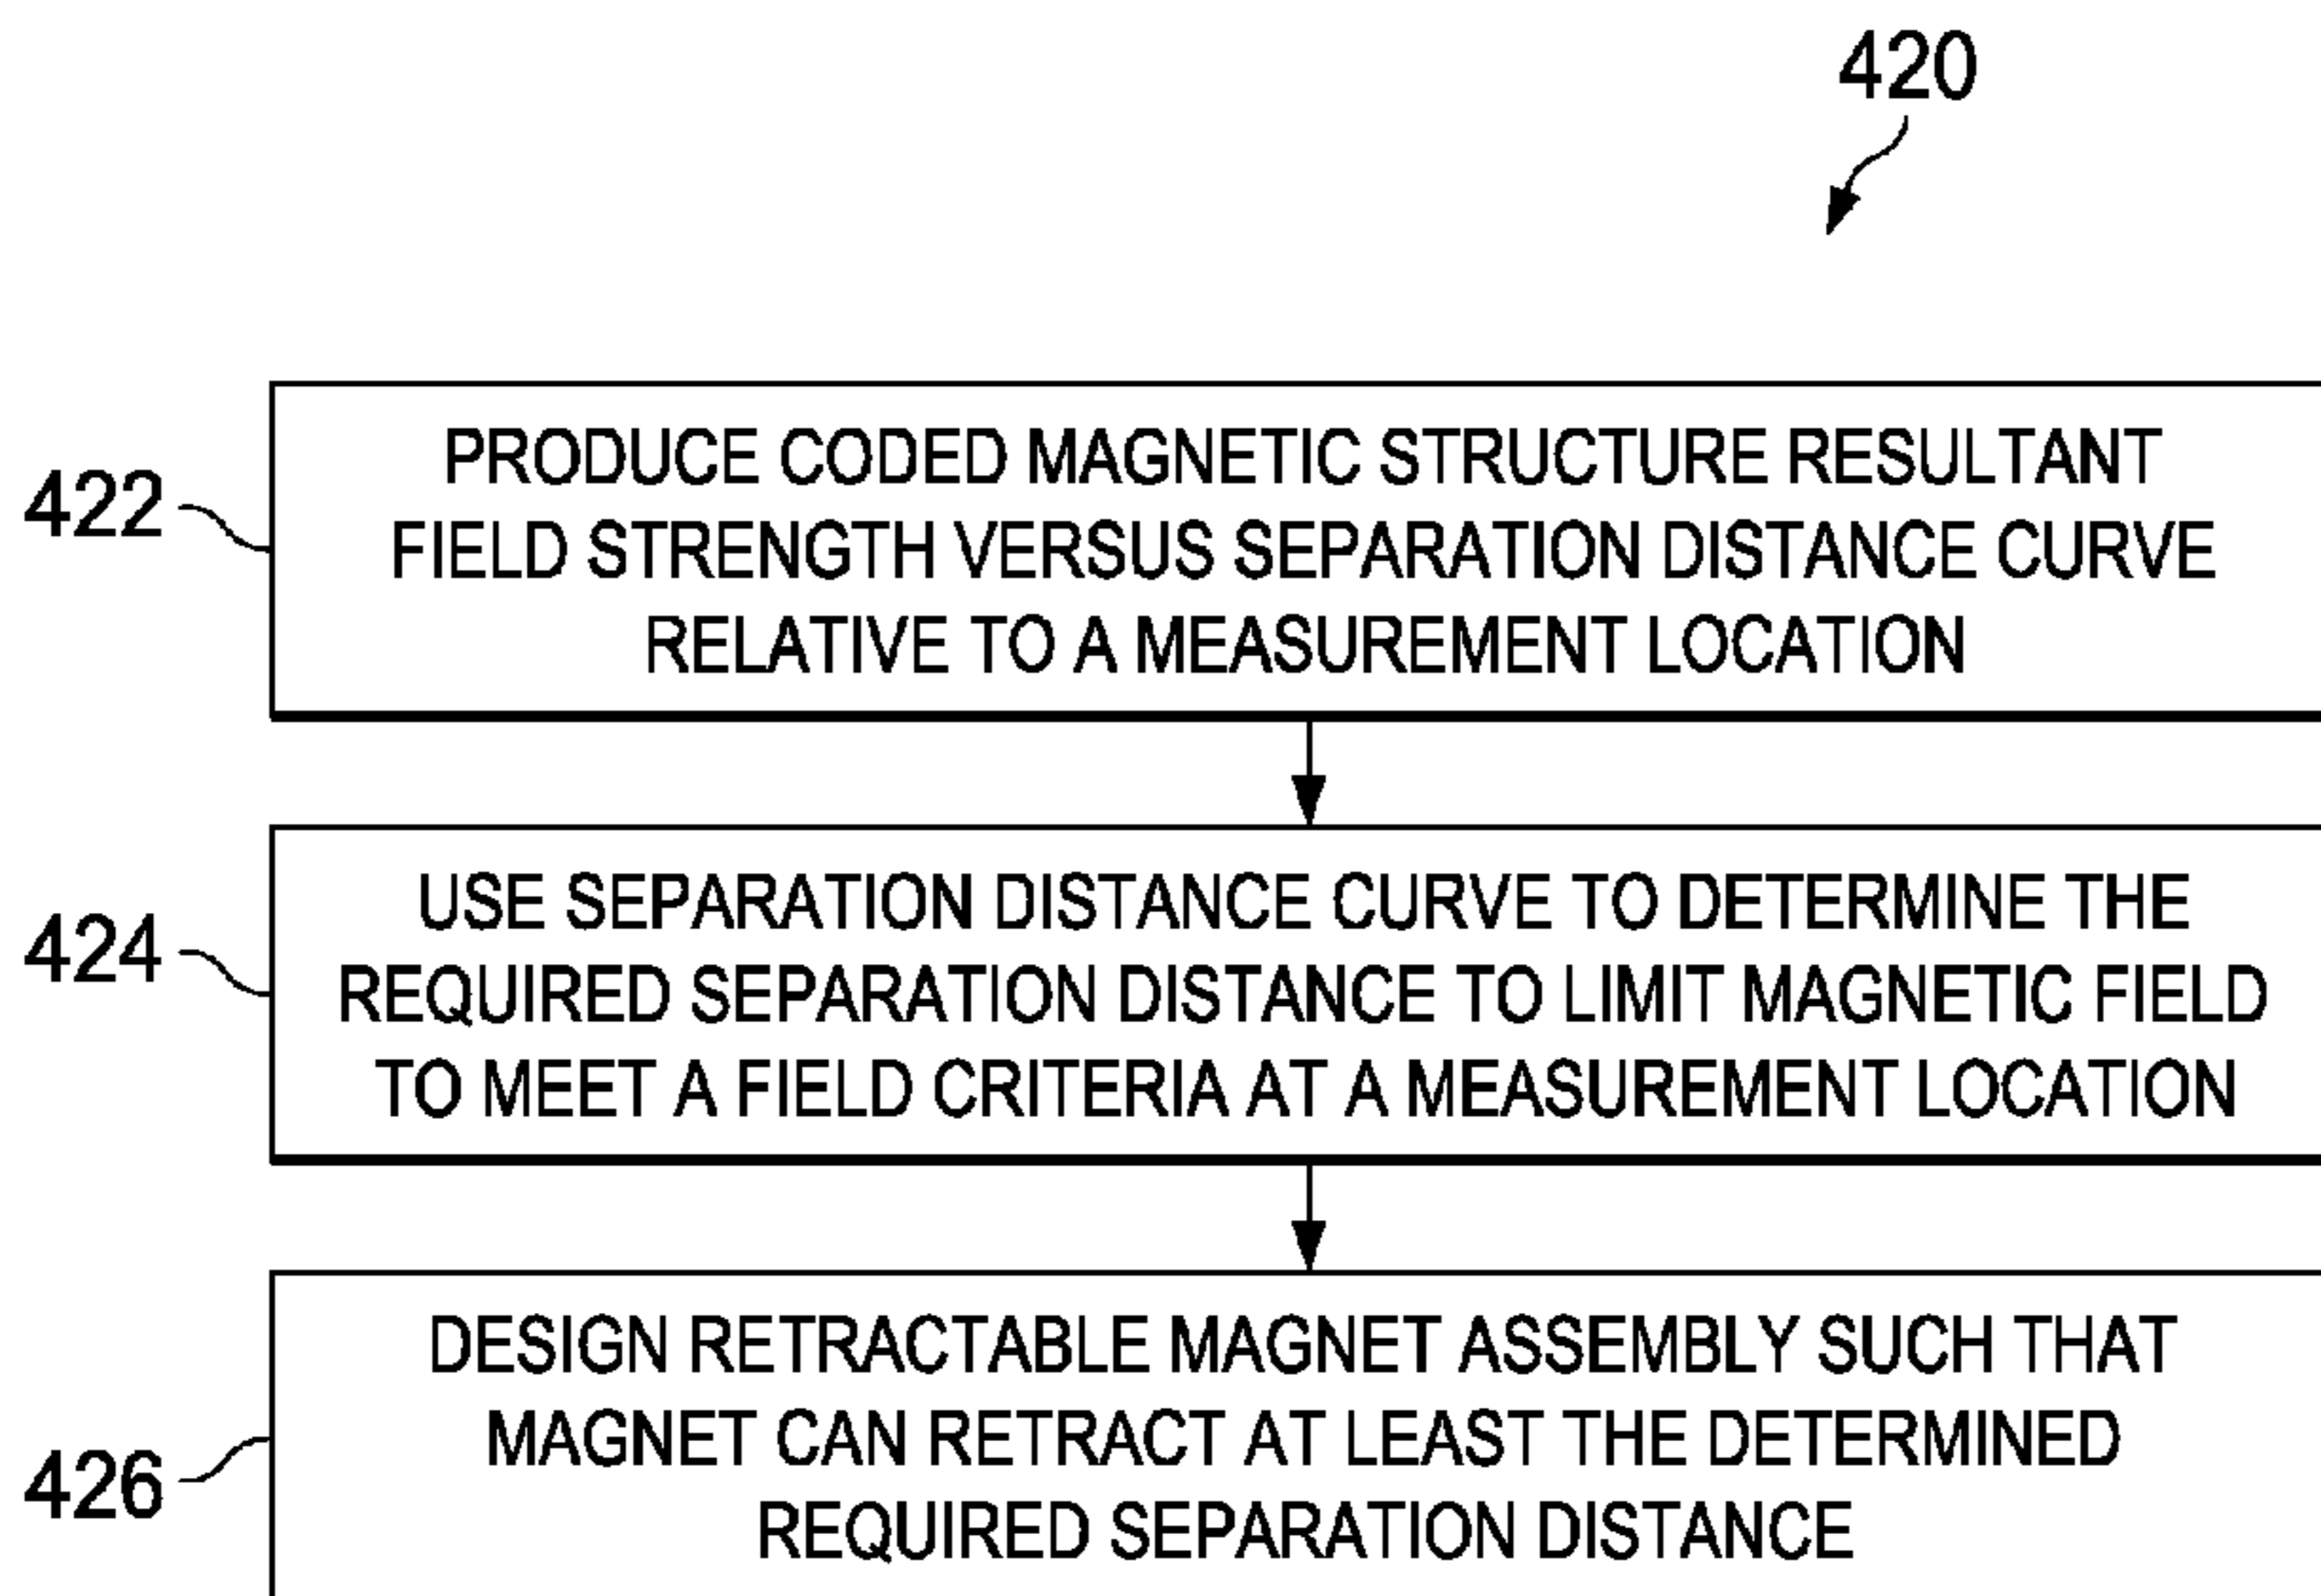 420
422
PRODUCE CODED MAGNETIC STRUCTURE RESULTANT
FIELD STRENGTH VERSUS SEPARATION DISTANCE CURVE
RELATIVE TO A MEASUREMENT LOCATION
424
USE SEPARATION DISTANCE CURVE TO DETERMINE THE
REQUIRED SEPARATION DISTANCE TO LIMIT MAGNETIC FIELD
TO MEET A FIELD CRITERIA AT A MEASUREMENT LOCATION
426
DESIGN RETRACTABLE MAGNET ASSEMBLY SUCH THAT
MAGNET CAN RETRACT AT LEAST THE DETERMINED
REQUIRED SEPARATION DISTANCE